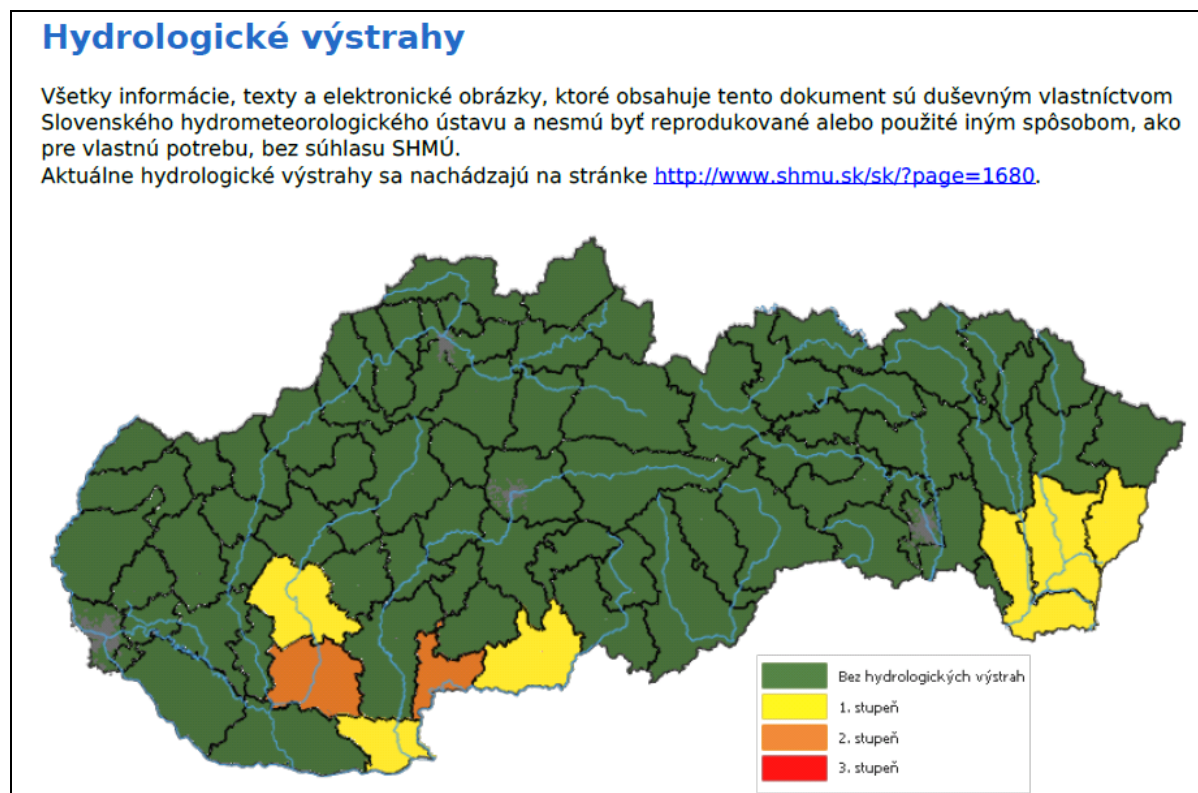 Hydrologické výstrahy
Všetky informácie, texty a elektronické obrázky, ktoré obsahuje tento dokument sú duševným vlastníctvom
Slovenského hydrometeorologického ústavu a nesmú byť reprodukované alebo použité iným spôsobom, ako
pre vlastnú potrebu, bez súhlasu SHMÚ.
Aktuálne hydrologické výstrahy sa nachádzajú na stránke http://www.shmu.sk/sk/?page=1680.
Bez hydrologických výstrah
1. stupeň
2. stupeň
3. stupeň